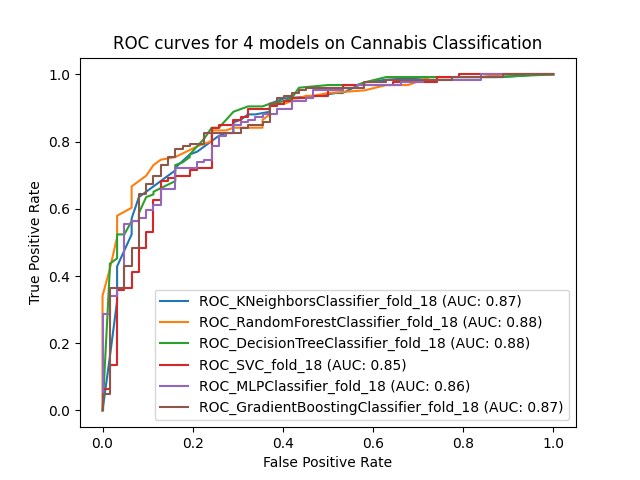 ROC curves for 4 models on Cannabis Classification
1.0
0.8
0.6
0.4
0.2
0.0
True Positive Rate
ROC_KNeighborsClassifier_fold_18 (AUC: 0.87)
ROC_RandomForestClassifier_fold_18 (AUC: 0.88)
ROC_DecisionTreeClassifier_fold_18 (AUC: 0.88)
ROC_SVC_fold_18 (AUC: 0.85)
ROC_MLPClassifier_fold_18 (AUC: 0.86)
ROC_GradientBoostingClassifier_fold_18 (AUC: 0.87)
0.0 0.2 0.4 0.6 0.8 1.0
False Positive Rate